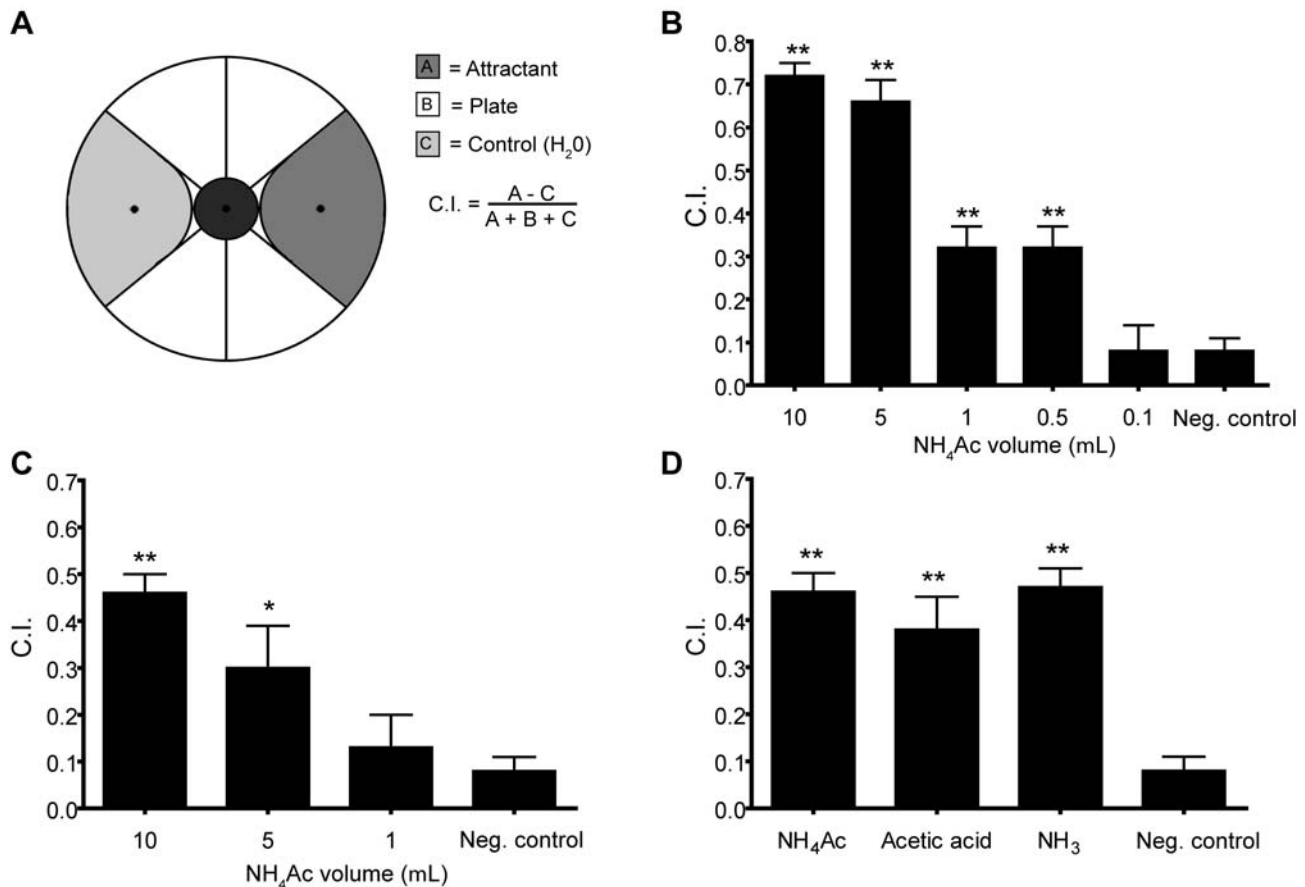 A
A = Attractant
B = Plate
C = Control (H₂0)
C.I. = A - C
A + B + C
B
C.I.
0.8
0.7
0.6
0.5
0.4
0.3
0.2
0.1
0.0
** ** ** **
10 5 1 0.5 0.1 Neg. control
NH₄Ac volume (mL)
C
C.I.
0.7
0.6
0.5
0.4
0.3
0.2
0.1
0.0
** *
10 5 1 Neg. control
NH₄Ac volume (mL)
D
C.I.
0.7
0.6
0.5
0.4
0.3
0.2
0.1
0.0
** ** **
NH₄Ac Acetic acid NH₃ Neg. control